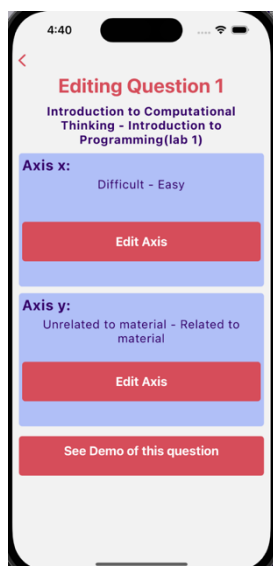 4:40
Editing Question 1
Introduction to Computational
Thinking - Introduction to
Programming(lab 1)
Axis x:
Difficult - Easy
Edit Axis
Axis y:
Unrelated to material - Related to
material
Edit Axis
See Demo of this question